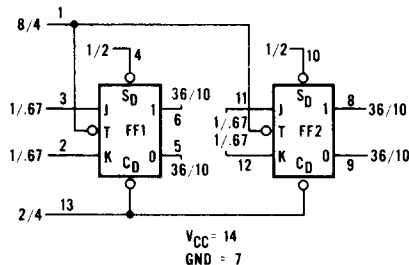 8/4 1
1/2 4 1/2 10
S_D S_D
1/.67 3 J 1 36/10 6
11 J 1 8 36/10
T FF1 1/.67 T FF2
1/.67 2 K 0 5 36/10
1/.67 12 K 0 9 36/10
C_D C_D
2/4 13
V_CC = 14
GND = 7